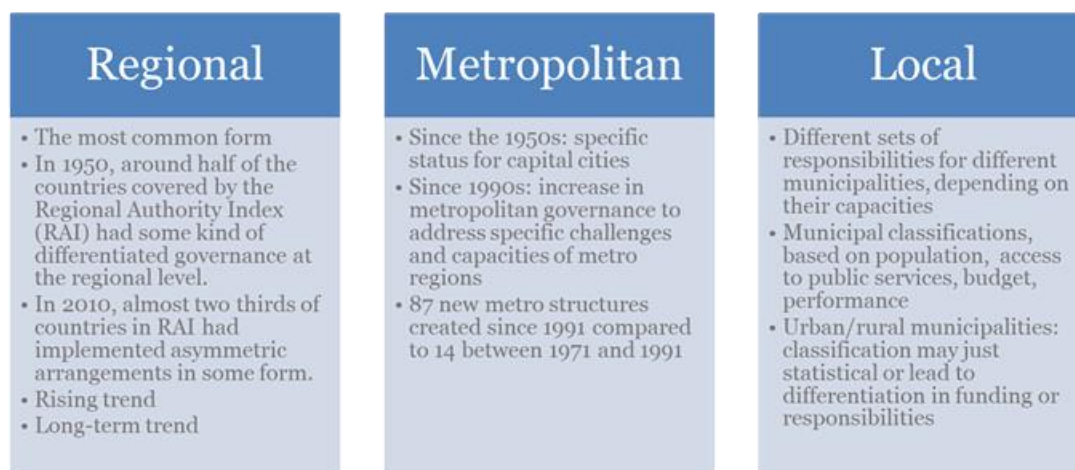 Regional
• The most common form
• In 1950, around half of the
countries covered by the
Regional Authority Index
(RAI) had some kind of
differentiated governance at
the regional level.
• In 2010, almost two thirds of
countries in RAI had
implemented asymmetric
arrangements in some form.
• Rising trend
• Long-term trend
Metropolitan
• Since the 1950s: specific
status for capital cities
• Since 1990s: increase in
metropolitan governance to
address specific challenges
and capacities of metro
regions
• 87 new metro structures
created since 1991 compared
to 14 between 1971 and 1991
Local
• Different sets of
responsibilities for different
municipalities, depending on
their capacities
• Municipal classifications,
based on population, access
to public services, budget,
performance
• Urban/rural municipalities:
classification may just
statistical or lead to
differentiation in funding or
responsibilities